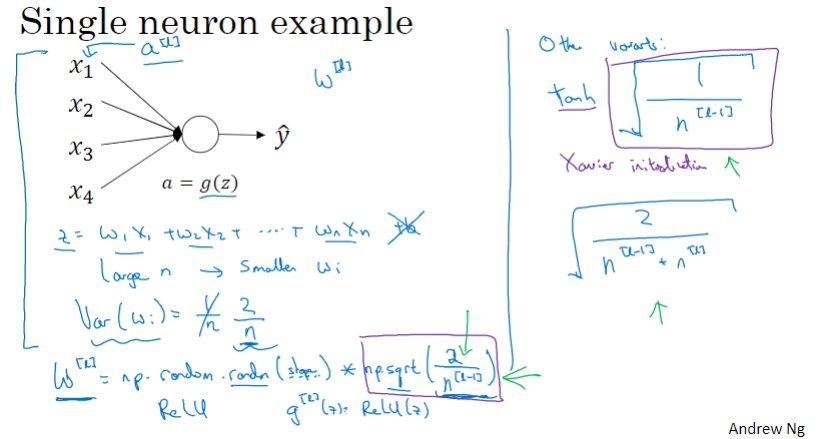 Single neuron example
a^[l]
x₁
x₂
x₃
x₄
w^[l]
ŷ
a = g(z)
z = w₁x₁ + w₂x₂ + ... + wₙxₙ +b
large n → smaller wᵢ
Var(wᵢ) = 1/n 2/n
W^[l] = np.random.randn(shape) * np.sqrt(2/n^[l-1])
ReLU g^[l](z) = ReLU(z)
Other variants:
tanh √(1/n^[l-1])
Xavier initialization ↑
√(2/(n^[l-1] + n^[l]))
↑
Andrew Ng